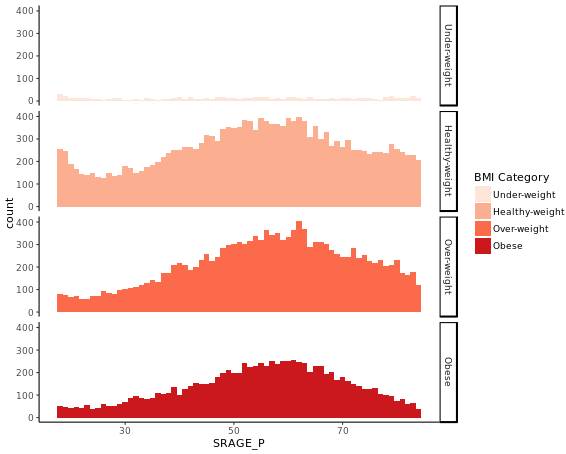 400
300
200
100
0
Under-weight
400
300
200
100
0
Healthy-weight
400
300
200
100
0
Over-weight
400
300
200
100
0
Obese
count
30 50 70
SRAGE_P
BMI Category
Under-weight
Healthy-weight
Over-weight
Obese